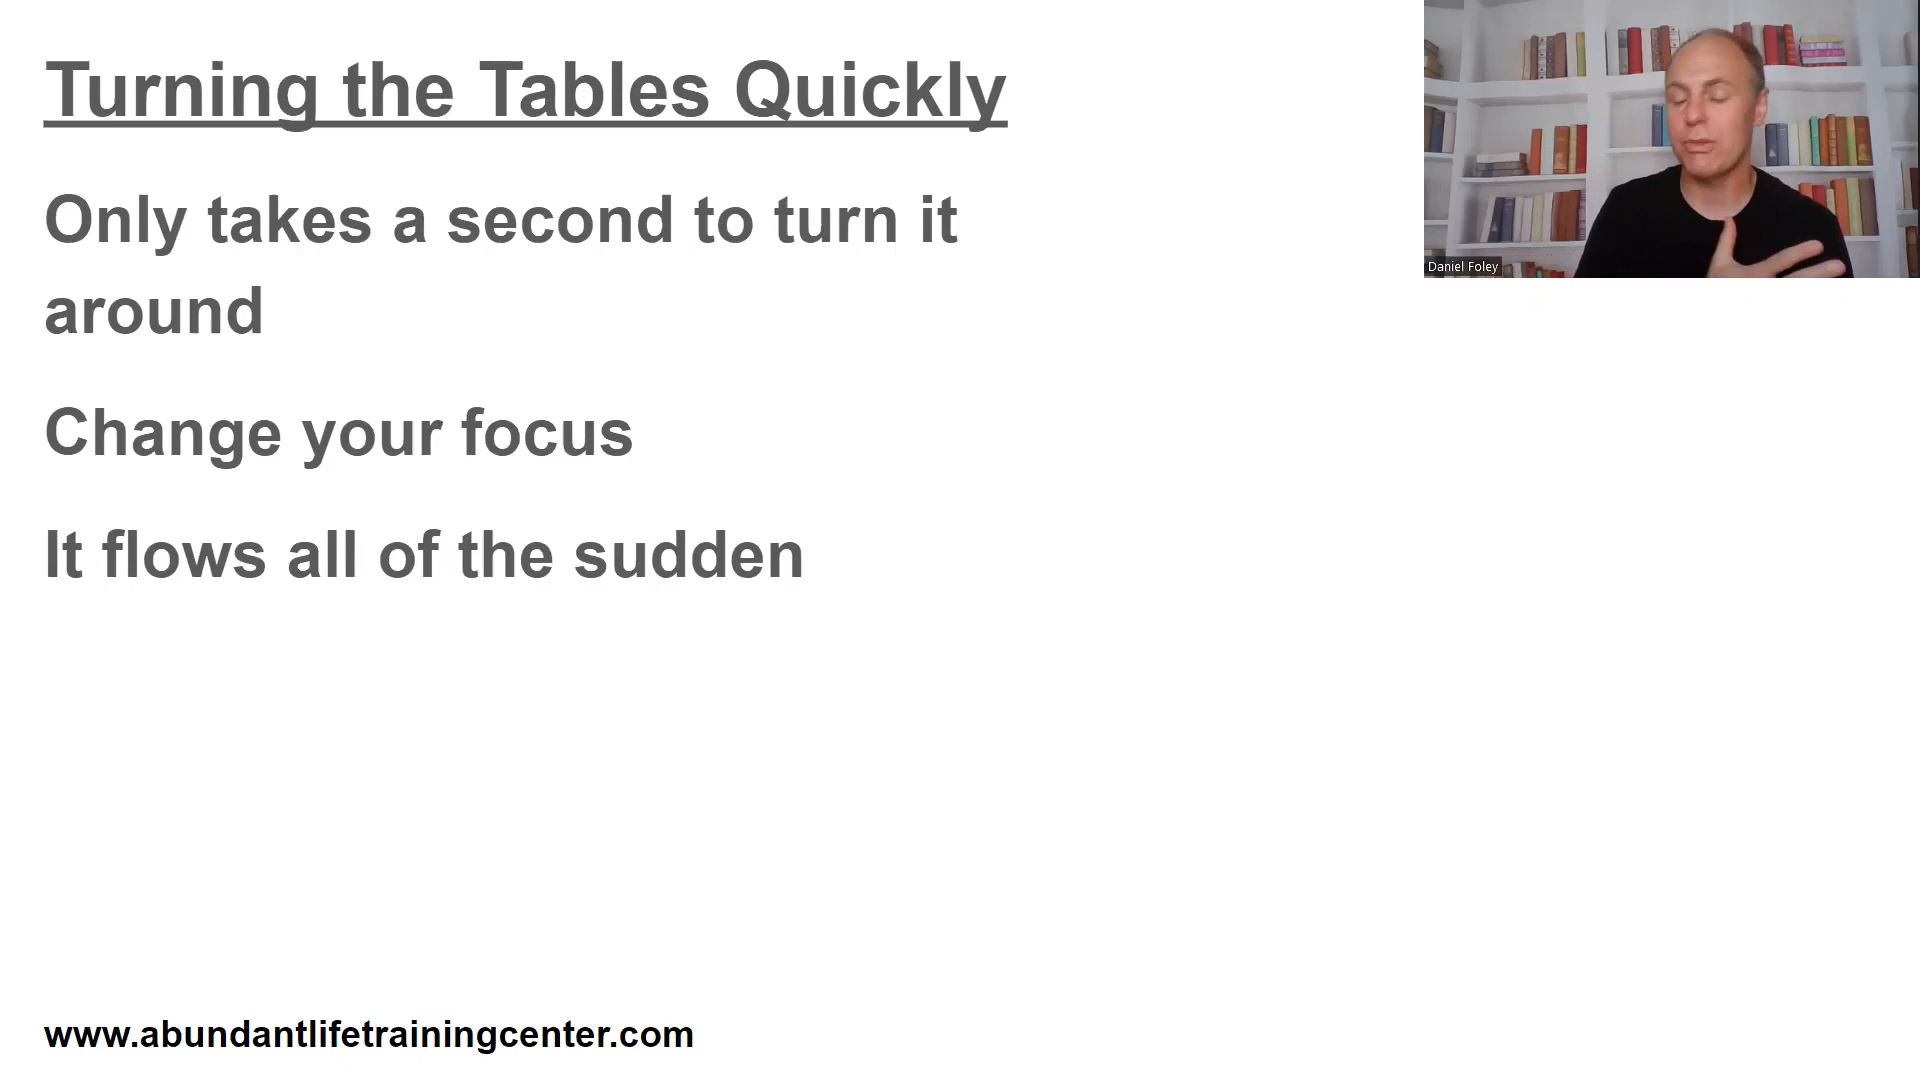 Turning the Tables Quickly
Only takes a second to turn it
around
Change your focus
It flows all of the sudden
Daniel Foley
www.abundantlifetrainingcenter.com